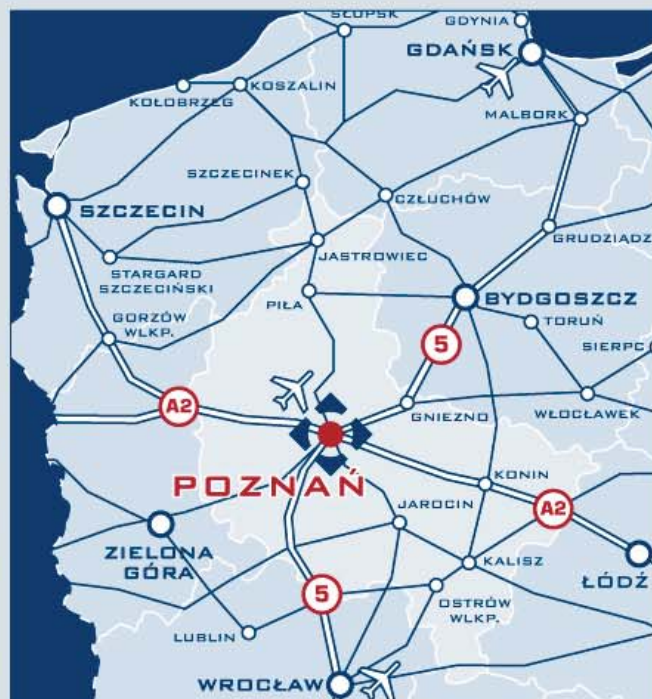 SŁUPSK
GDYNIA
GDAŃSK
KOŁOBRZEG
KOSZALIN
MALBORK
SZCZECINEK
CZŁUCHÓW
SZCZECIN
GRUDZIĄDZ
STARGARD
SZCZECIŃSKI
JASTROWIEC
PIŁA
BYDGOSZCZ
GORZÓW
WLKP.
TORUŃ
5
SIERPC
A2
GNIEZNO
WŁOCŁAWEK
POZNAŃ
KONIN
A2
JAROCIN
ZIELONA
GÓRA
KALISZ
ŁÓDŹ
5
OSTRÓW
WLKP.
LUBLIN
WROCŁAW